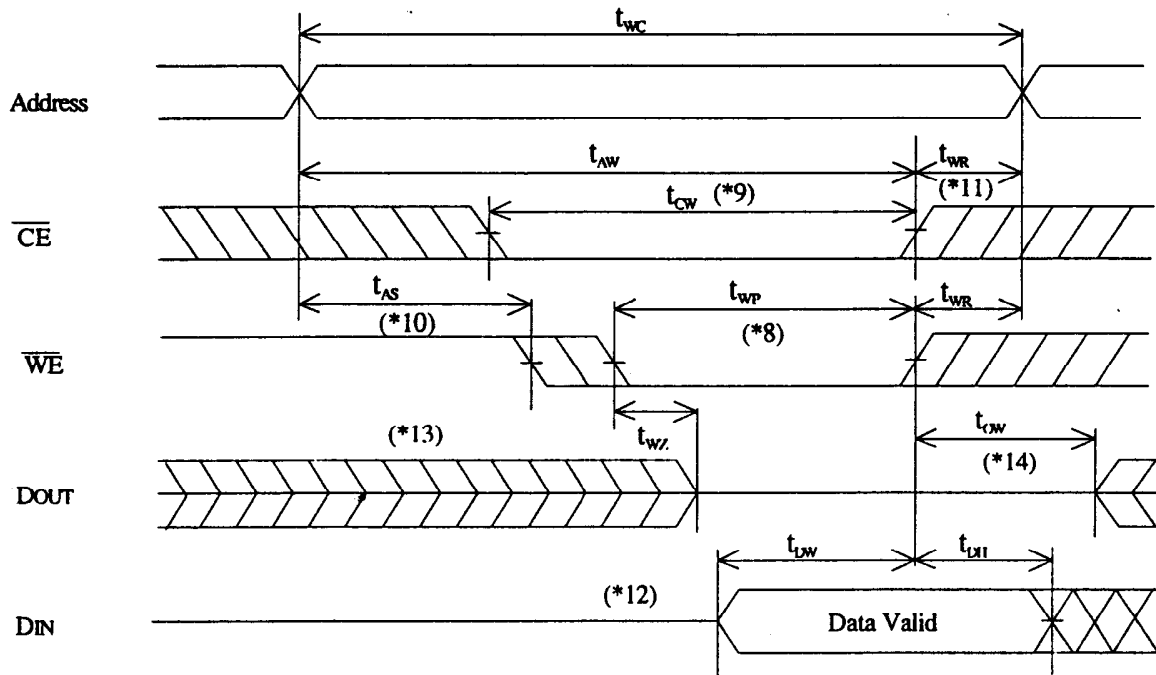 tWC
Address
tAW
tWR
tCW (*9)
(*11)
CE
tAS
tWP
tWR
(*10)
(*8)
WE
tWZ
tOW
(*13)
(*14)
DOUT
tDW
tDH
(*12)
DIN
Data Valid